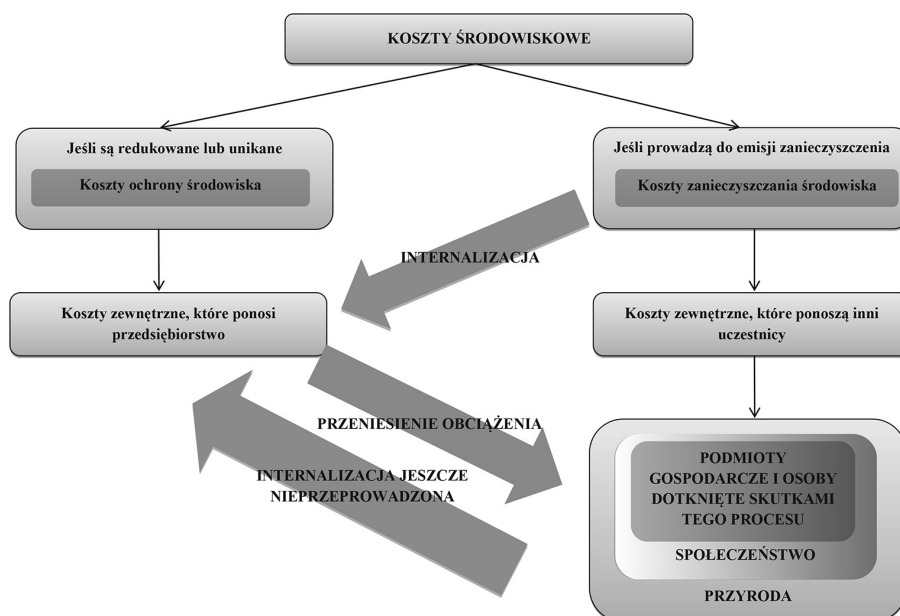 KOSZTY ŚRODOWISKOWE
Jeśli są redukowane lub unikane
Koszty ochrony środowiska
Jeśli prowadzą do emisji zanieczyszczenia
Koszty zanieczyszczania środowiska
INTERNALIZACJA
Koszty zewnętrzne, które ponosi
przedsiębiorstwo
Koszty zewnętrzne, które ponoszą inni
uczestnicy
PRZENIESIENIE OBCIĄŻENIA
INTERNALIZACJA JESZCZE
NIEPRZEPROWADZONA
PODMIOTY
GOSPODARCZE I OSOBY
DOTKNIĘTE SKUTKAMI
TEGO PROCESU
SPOŁECZEŃSTWO
PRZYRODA